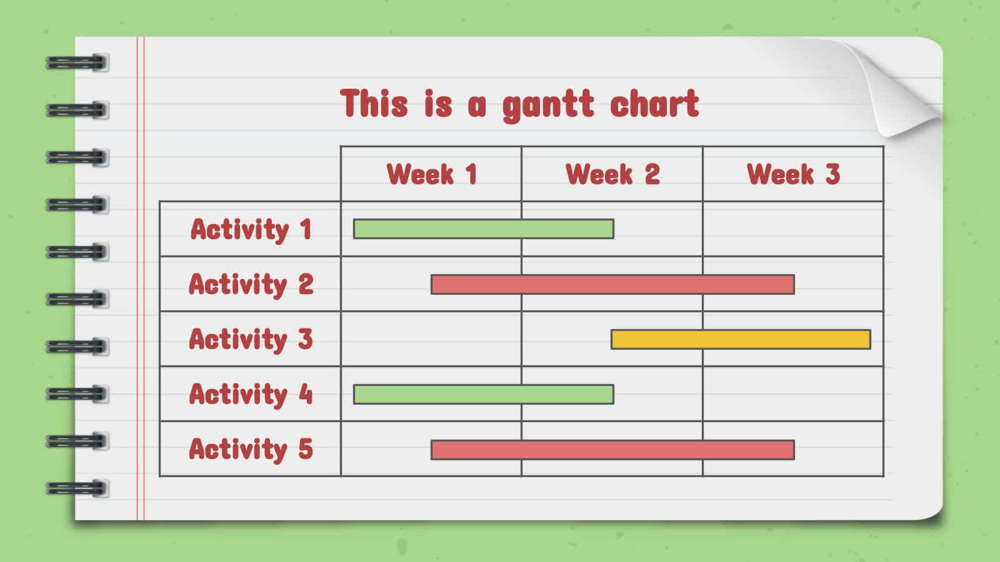 This is a gantt chart
Week 1 Week 2 Week 3
Activity 1
Activity 2
Activity 3
Activity 4
Activity 5